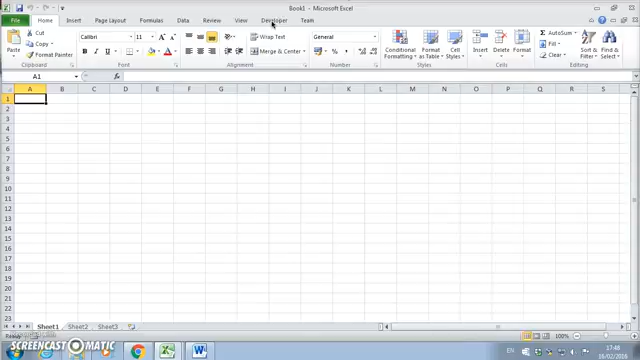 Book1 - Microsoft Excel
File Home Insert Page Layout Formulas Data Review View Developer Team
Cut Calibri 11 Wrap Text General AutoSum
Paste Copy Conditional Format Cell Insert Delete Format Fill Sort & Find &
Format Painter B I U Merge & Center % , Formatting as Table Styles Clear Filter Select
Clipboard Font Alignment Number Styles Cells Editing
A1 fx
A B C D E F G H I J K L M N O P Q R S
1
2
3
4
5
6
7
8
9
10
11
12
13
14
15
16
17
18
19
20
21
22
23
Sheet1 Sheet2 Sheet3
100%
SCREENCAST MATIC
EN
17:48
18/02/2016